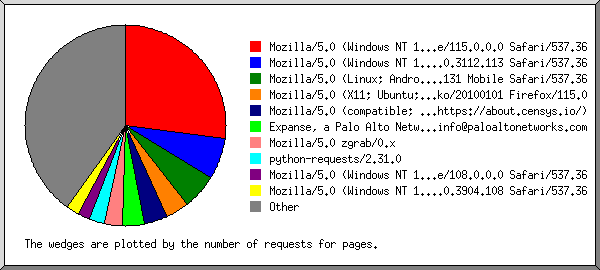 Mozilla/5.0 (Windows NT 1...e/115.0.0.0 Safari/537.36
Mozilla/5.0 (Windows NT 1....0.3112.113 Safari/537.36
Mozilla/5.0 (Linux; Andro....131 Mobile Safari/537.36
Mozilla/5.0 (X11; Ubuntu;...ko/20100101 Firefox/115.0
Mozilla/5.0 (compatible; ...https://about.censys.io/)
Expanse, a Palo Alto Netw...info@paloaltonetworks.com
Mozilla/5.0 zgrab/0.x
python-requests/2.31.0
Mozilla/5.0 (Windows NT 1...e/108.0.0.0 Safari/537.36
Mozilla/5.0 (Windows NT 1....0.3904.108 Safari/537.36
Other
The wedges are plotted by the number of requests for pages.